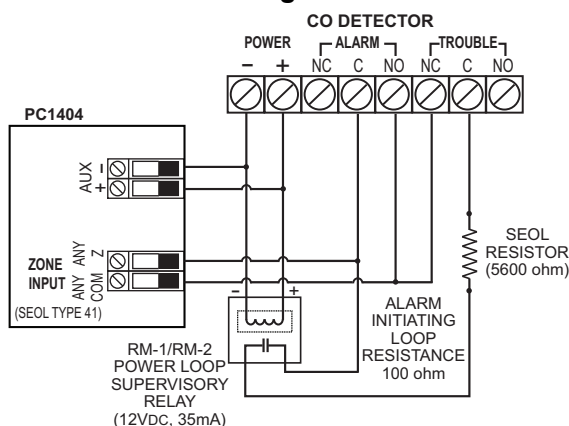 CO DETECTOR
POWER ALARM TROUBLE
- + NC C NO NC C NO
PC1404
AUX
-
+
ZONE
INPUT
ANY
Z
ANY
COM
(SEOL TYPE 41)
- +
SEOL
RESISTOR
(5600 ohm)
ALARM
INITIATING
LOOP
RESISTANCE
100 ohm
RM-1/RM-2
POWER LOOP
SUPERVISORY
RELAY
(12VDC, 35mA)